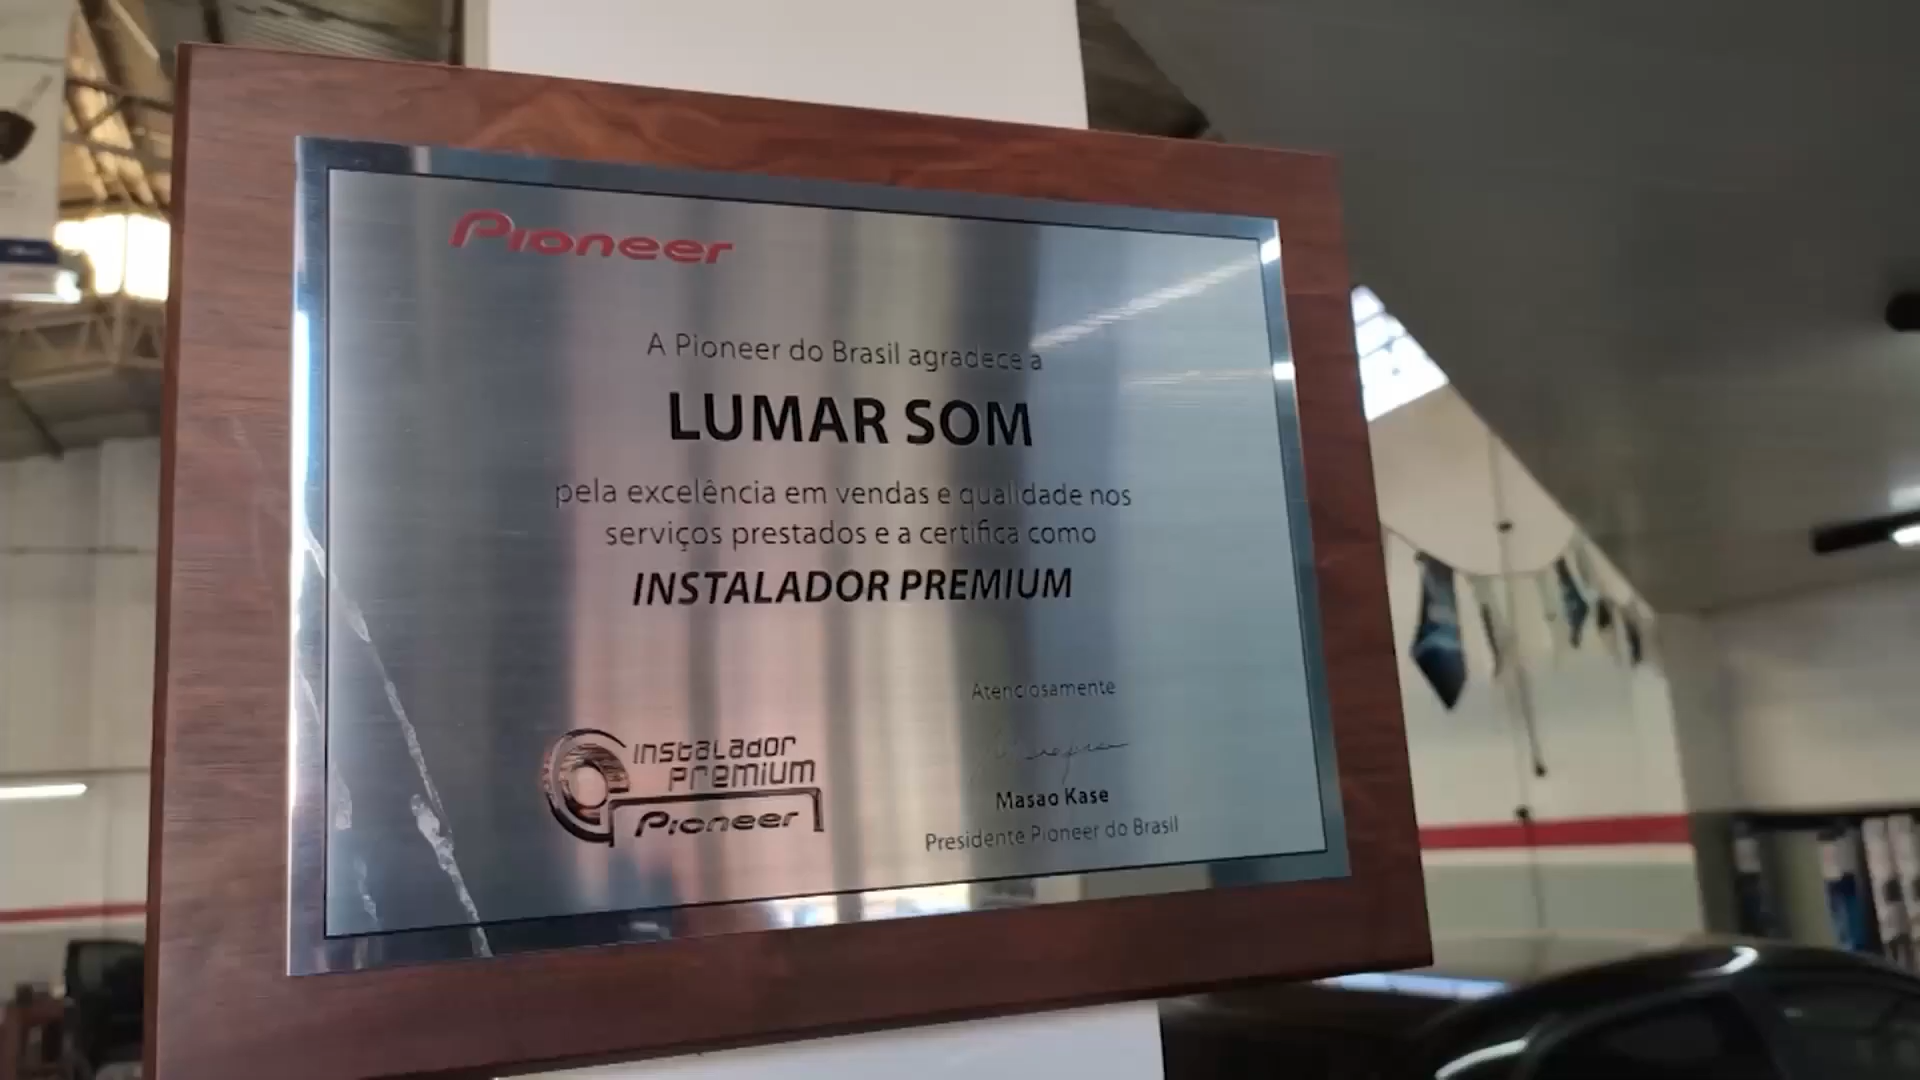 Pioneer
A Pioneer do Brasil agradece a
LUMAR SOM
pela excelência em vendas e qualidade nos
serviços prestados e a certifica como
INSTALADOR PREMIUM
Atenciosamente
Instalador
Premium
Pioneer
Masao Kase
Presidente Pioneer do Brasil